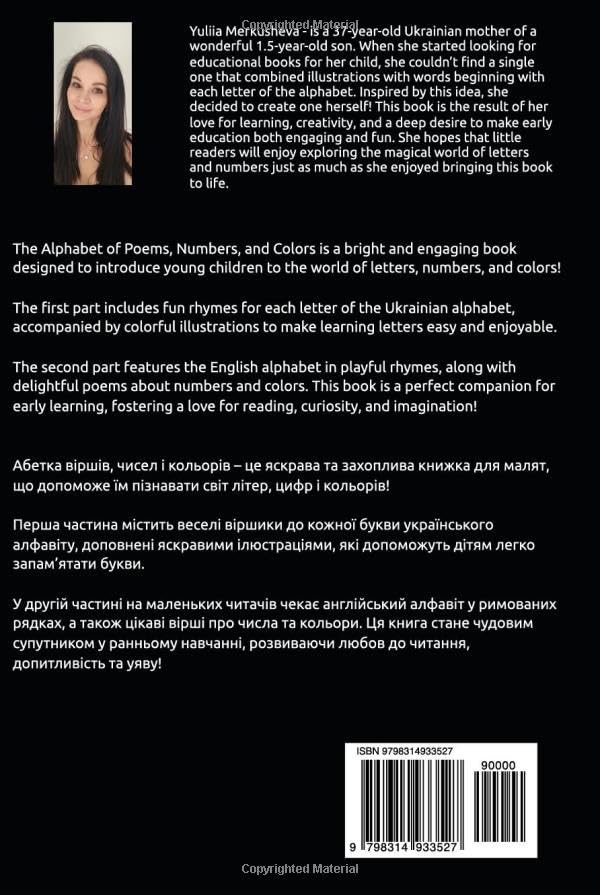 Copyrighted Material
Yuliia Merkusheva - is a 37-year-old Ukrainian mother of a
wonderful 1.5-year-old son. When she started looking for
educational books for her child, she couldn't find a single
one that combined illustrations with words beginning with
each letter of the alphabet. Inspired by this idea, she
decided to create one herself! This book is the result of her
love for learning, creativity, and a deep desire to make early
education both engaging and fun. She hopes that little
readers will enjoy exploring the magical world of letters
and numbers just as much as she enjoyed bringing this book
to life.
The Alphabet of Poems, Numbers, and Colors is a bright and engaging book
designed to introduce young children to the world of letters, numbers, and colors!
The first part includes fun rhymes for each letter of the Ukrainian alphabet,
accompanied by colorful illustrations to make learning letters easy and enjoyable.
The second part features the English alphabet in playful rhymes, along with
delightful poems about numbers and colors. This book is a perfect companion for
early learning, fostering a love for reading, curiosity, and imagination!
Абетка віршів, чисел і кольорів – це яскрава та захоплива книжка для малят,
що допоможе їм пізнавати світ літер, цифр і кольорів!
Перша частина містить веселі віршики до кожної букви українського
алфавіту, доповнені яскравими ілюстраціями, які допоможуть дітям легко
запам'ятати букви.
У другій частині на маленьких читачів чекає англійський алфавіт у римованих
рядках, а також цікаві вірші про числа та кольори. Ця книга стане чудовим
супутником у ранньому навчанні, розвиваючи любов до читання,
допитливість та уяву!
ISBN 9798314933527
90000
9 798314 933527
Copyrighted Material